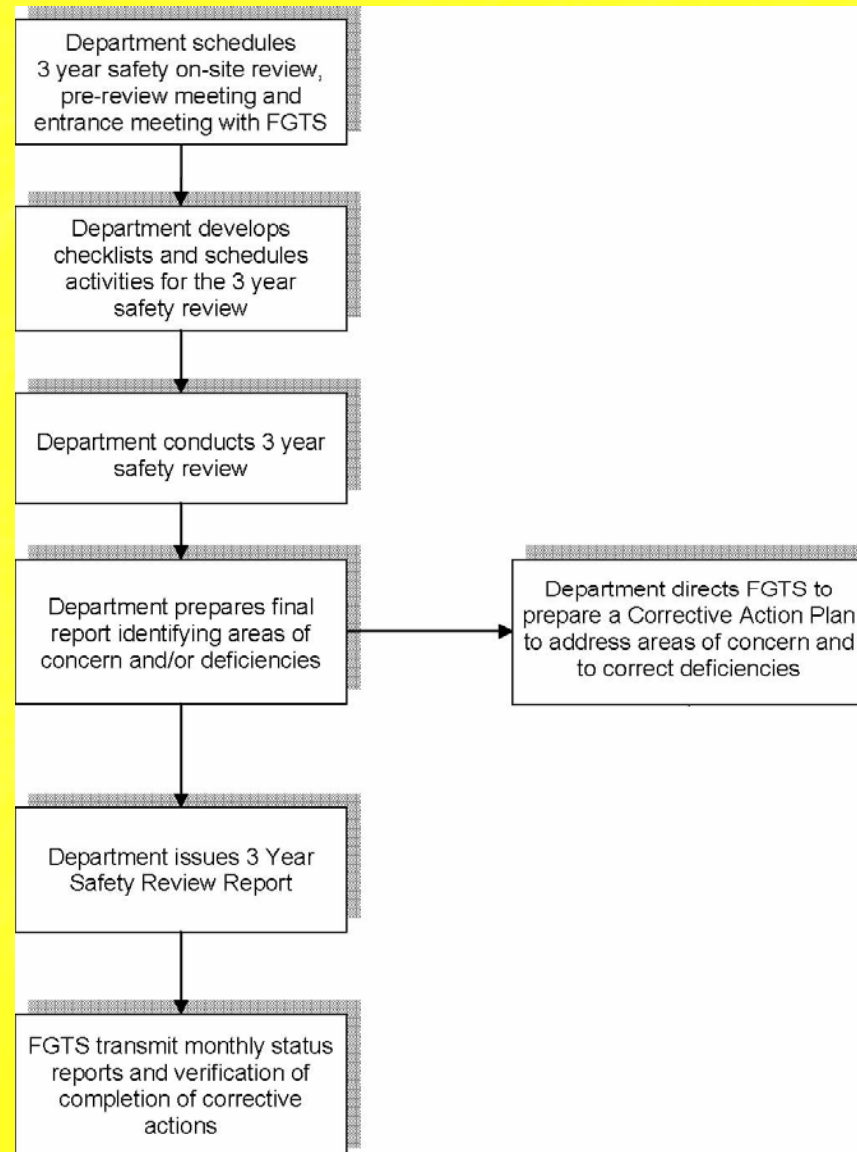 Department schedules
3 year safety on-site review,
pre-review meeting and
entrance meeting with FGTS
Department develops
checklists and schedules
activities for the 3 year
safety review
Department conducts 3 year
safety review
Department prepares final
report identifying areas of
concern and/or deficiencies
Department directs FGTS to
prepare a Corrective Action Plan
to address areas of concern and
to correct deficiencies
Department issues 3 Year
Safety Review Report
FGTS transmit monthly status
reports and verification of
completion of corrective
actions